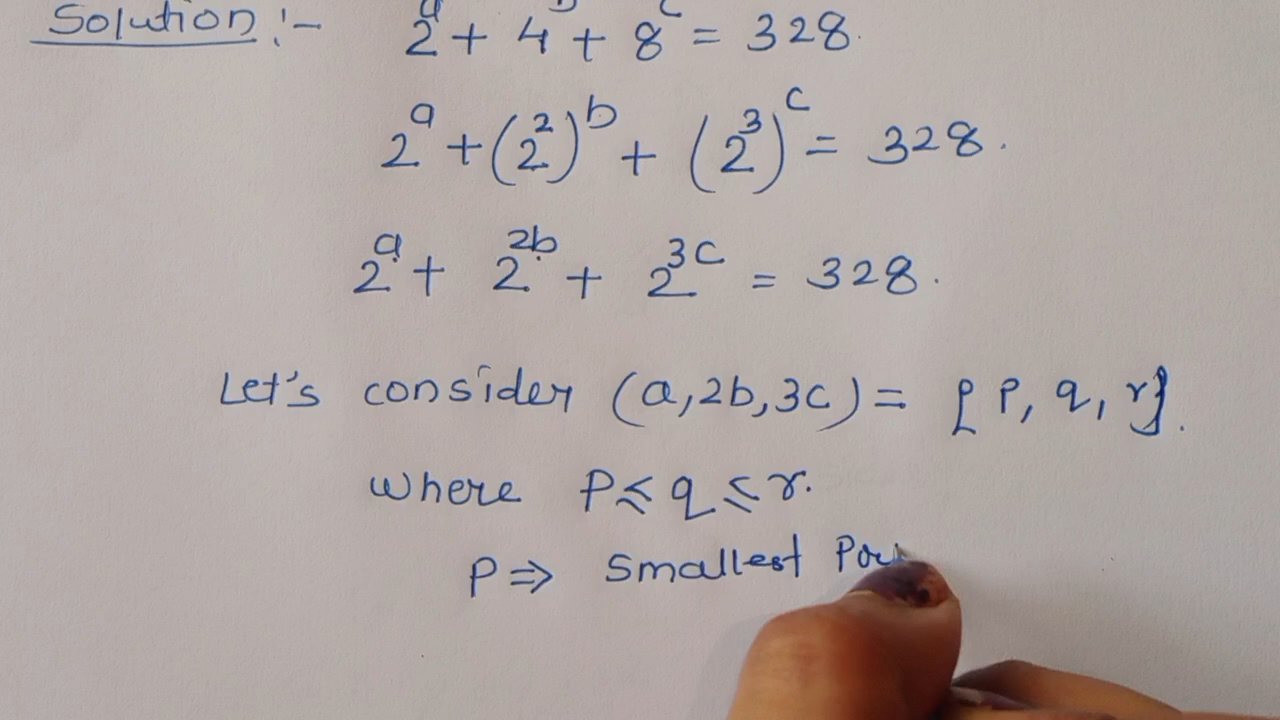 Solution :- 2^a + 4^b + 8^c = 328.
2^a + (2^2)^b + (2^3)^c = 328.
2^a + 2^2b + 2^3c = 328.
Let's consider (a, 2b, 3c) = {p, q, r}.
where p ≤ q ≤ r.
p ⇒ Smallest